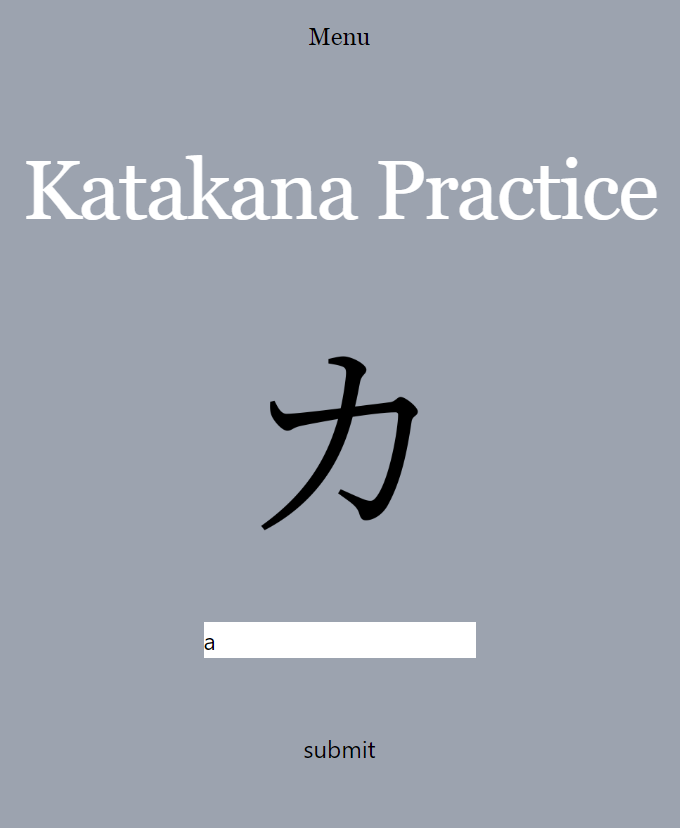 Menu
Katakana Practice
カ
a
submit